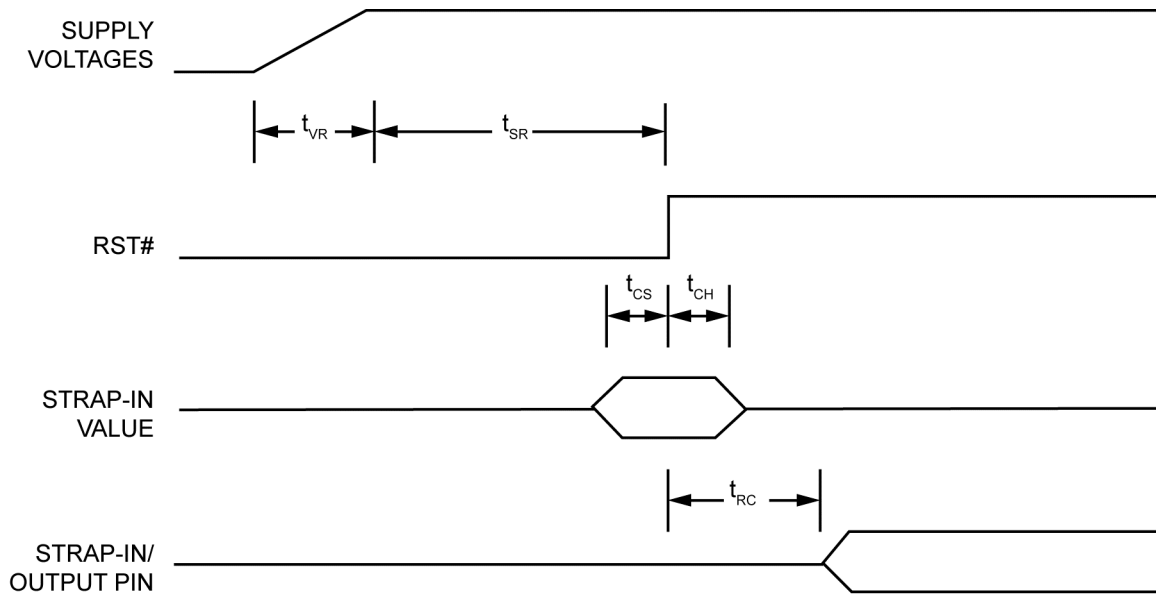 SUPPLY
VOLTAGES
tVR
tSR
RST#
tCS
tCH
STRAP-IN
VALUE
tRC
STRAP-IN/
OUTPUT PIN